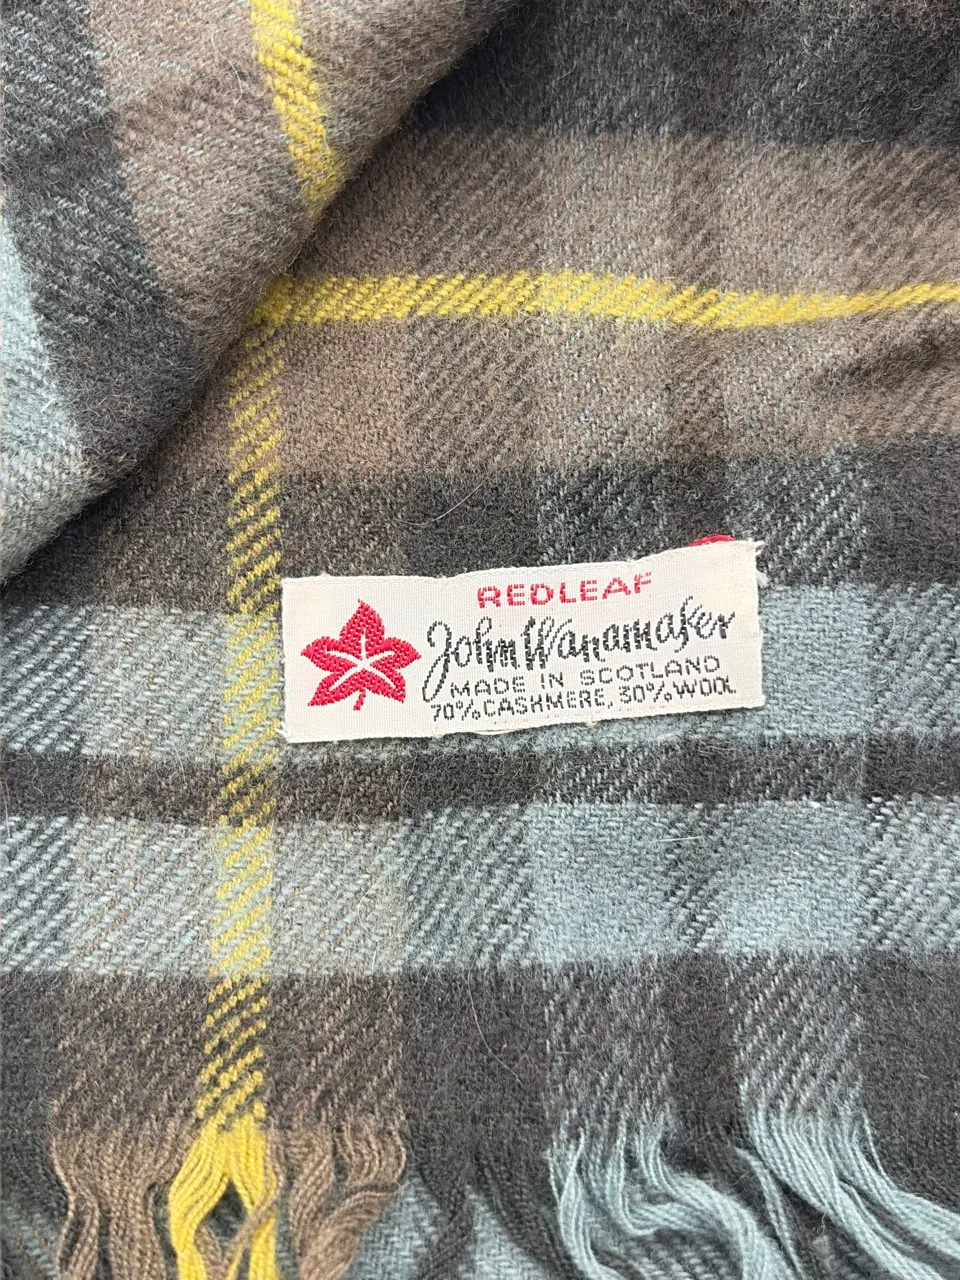 REDLEAF
John Wanamaker
MADE IN SCOTLAND
70% CASHMERE, 30% WOOL